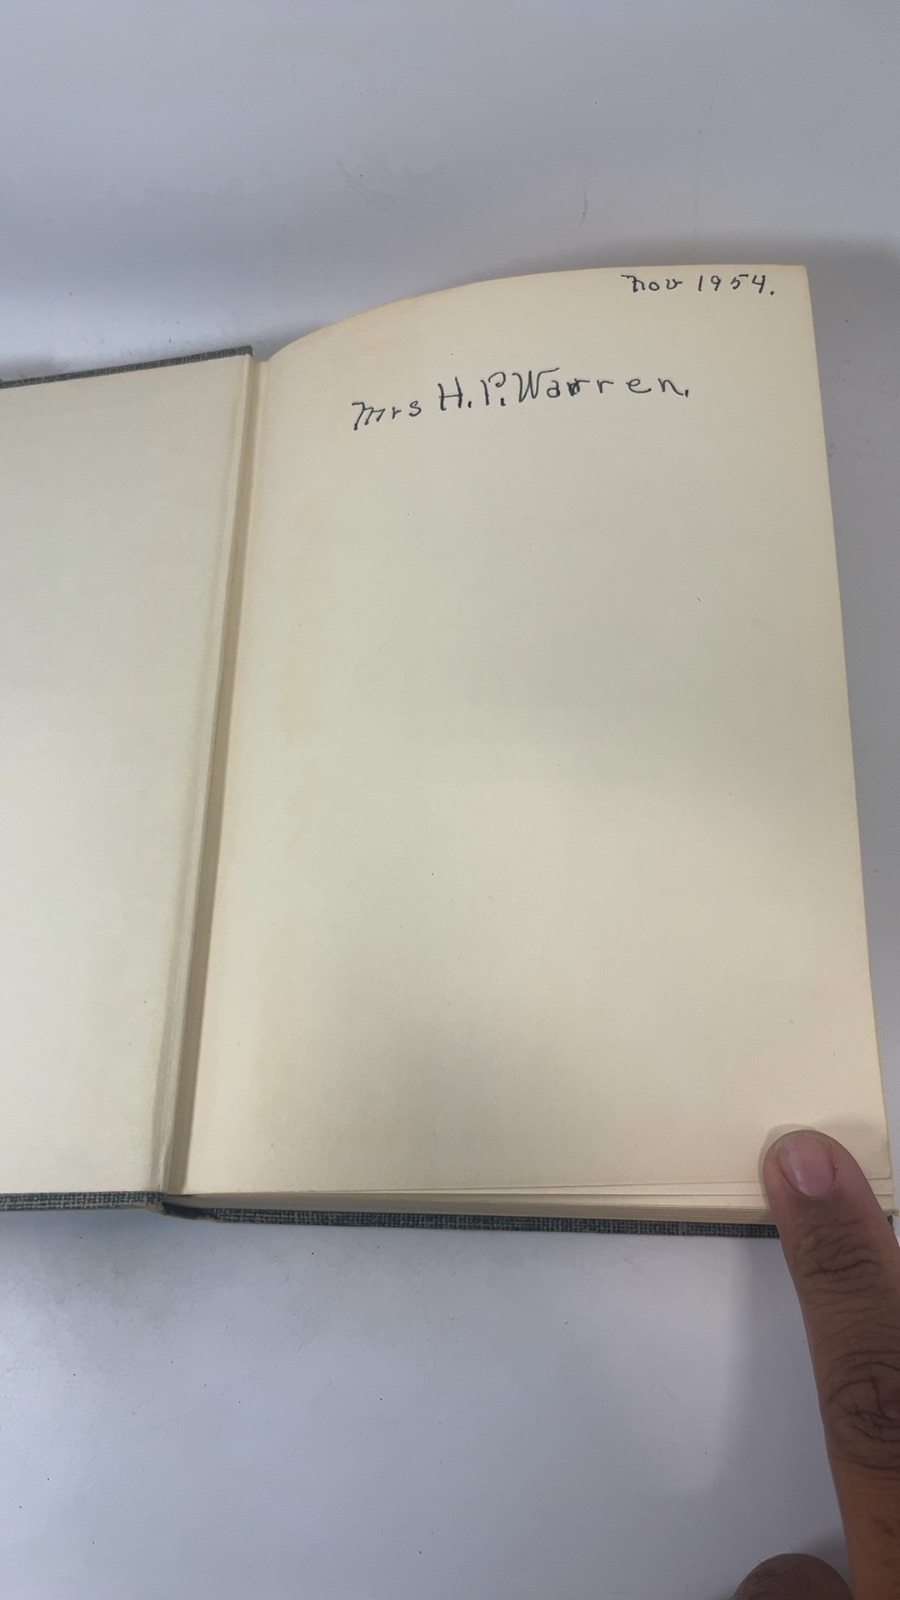 Nov 1954.
Mrs H. P. Warren.